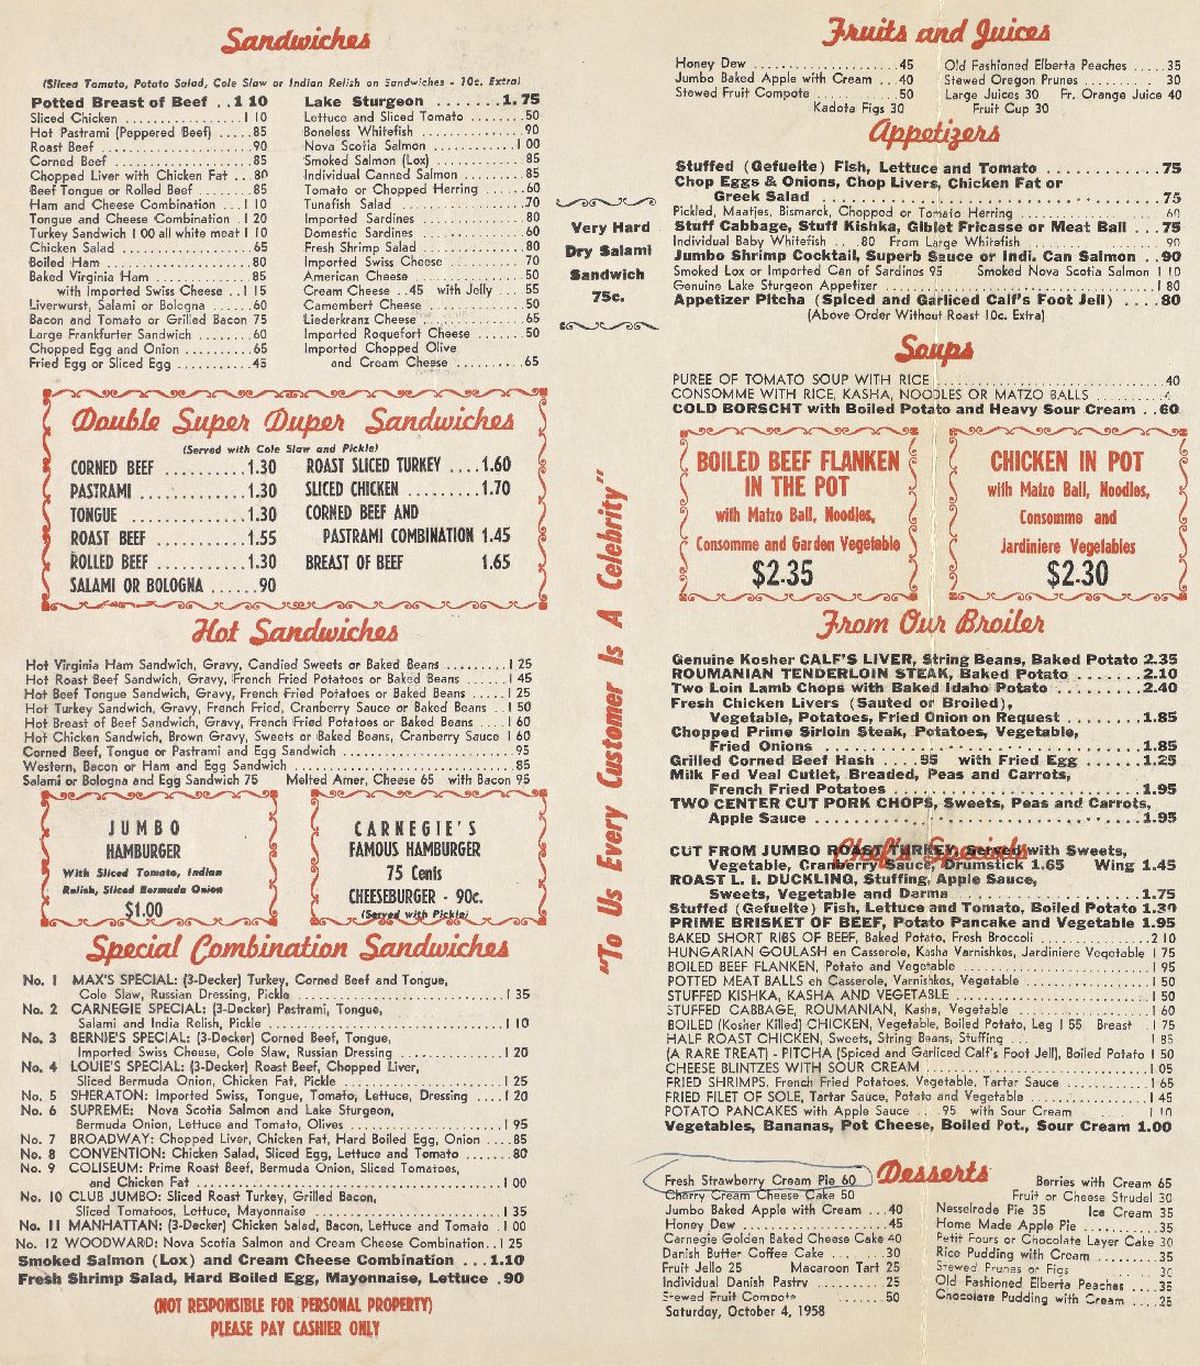 Sandwiches
(Sliced Tomato, Potato Salad, Cole Slaw or Indian Relish on Sandwiches - 10c. Extra)
Potted Breast of Beef . . 1 10
Sliced Chicken 1 10
Hot Pastrami (Peppered Beef) .....85
Roast Beef 90
Corned Beef 85
Chopped Liver with Chicken Fat .. 80
Beef Tongue or Rolled Beef ........85
Ham and Cheese Combination ...1 10
Tongue and Cheese Combination . 1 20
Turkey Sandwich 1 00 all white meat 1 10
Chicken Salad 65
Boiled Ham 80
Baked Virginia Ham 85
with Imported Swiss Cheese ..1 15
Liverwurst, Salami or Bologna ......60
Bacon and Tomato or Grilled Bacon 75
Large Frankfurter Sandwich ........60
Chopped Egg and Onion 65
Fried Egg or Sliced Egg 45
Lake Sturgeon .......1.75
Lettuce and Sliced Tomato ........50
Boneless Whitefish 90
Nova Scotia Salmon 1 00
Smoked Salmon (Lox) 85
Individual Canned Salmon 85
Tomato or Chopped Herring ......60
Tunafish Salad 70
Imported Sardines 80
Domestic Sardines 60
Fresh Shrimp Salad 80
Imported Swiss Cheese 70
American Cheese 50
Cream Cheese ..45 with Jelly ... 55
Camembert Cheese 50
Liederkranz Cheese 65
Imported Roquefort Cheese .......50
Imported Chopped Olive
and Cream Cheese 65
Very Hard
Dry Salami
Sandwich
75c.
Double Super Duper Sandwiches
(Served with Cole Slaw and Pickle)
CORNED BEEF 1.30
PASTRAMI 1.30
TONGUE 1.30
ROAST BEEF 1.55
ROLLED BEEF 1.30
SALAMI OR BOLOGNA ......90
ROAST SLICED TURKEY ....1.60
SLICED CHICKEN 1.70
CORNED BEEF AND
PASTRAMI COMBINATION 1.45
BREAST OF BEEF 1.65
Hot Sandwiches
Hot Virginia Ham Sandwich, Gravy, Candied Sweets or Baked Beans .........1 25
Hot Roast Beef Sandwich, Gravy, French Fried Potatoes or Baked Beans ......1 45
Hot Beef Tongue Sandwich, Gravy, French Fried Potatoes or Baked Beans .....1 25
Hot Turkey Sandwich, Gravy, French Fried, Cranberry Sauce or Baked Beans ..1 50
Hot Breast of Beef Sandwich, Gravy, French Fried Potatoes or Baked Beans ....1 60
Hot Chicken Sandwich, Brown Gravy, Sweets or Baked Beans, Cranberry Sauce 1 60
Corned Beef, Tongue or Pastrami and Egg Sandwich 95
Western, Bacon or Ham and Egg Sandwich 85
Salami or Bologna and Egg Sandwich 75 Melted Amer, Cheese 65 with Bacon 95
JUMBO
HAMBURGER
With Sliced Tomato, Indian
Relish, Sliced Bermuda Onion
$1.00
CARNEGIE'S
FAMOUS HAMBURGER
75 Cents
CHEESEBURGER - 90c.
(Served with Pickle)
Special Combination Sandwiches
No. 1 MAX'S SPECIAL: (3-Decker) Turkey, Corned Beef and Tongue,
Cole Slaw, Russian Dressing, Pickle 1 35
No. 2 CARNEGIE SPECIAL: (3-Decker) Pastrami, Tongue,
Salami and India Relish, Pickle 1 10
No. 3 BERNIE'S SPECIAL: (3-Decker) Corned Beef, Tongue,
Imported Swiss Cheese, Cole Slaw, Russian Dressing 1 20
No. 4 LOUIE'S SPECIAL: (3-Decker) Roast Beef, Chopped Liver,
Sliced Bermuda Onion, Chicken Fat, Pickle 1 25
No. 5 SHERATON: Imported Swiss, Tongue, Tomato, Lettuce, Dressing ....1 20
No. 6 SUPREME: Nova Scotia Salmon and Lake Sturgeon,
Bermuda Onion, Lettuce and Tomato, Olives 1 95
No. 7 BROADWAY: Chopped Liver, Chicken Fat, Hard Boiled Egg, Onion ....85
No. 8 CONVENTION: Chicken Salad, Sliced Egg, Lettuce and Tomato .......80
No. 9 COLISEUM: Prime Roast Beef, Bermuda Onion, Sliced Tomatoes,
and Chicken Fat 1 00
No. 10 CLUB JUMBO: Sliced Roast Turkey, Grilled Bacon,
Sliced Tomatoes, Lettuce, Mayonnaise 1 35
No. 11 MANHATTAN: (3-Decker) Chicken Salad, Bacon, Lettuce and Tomato .1 00
No. 12 WOODWARD: Nova Scotia Salmon and Cream Cheese Combination..1 25
Smoked Salmon (Lox) and Cream Cheese Combination ...1.10
Fresh Shrimp Salad, Hard Boiled Egg, Mayonnaise, Lettuce .90
(NOT RESPONSIBLE FOR PERSONAL PROPERTY)
PLEASE PAY CASHIER ONLY
"To Us Every Customer Is A Celebrity"
Fruits and Juices
Honey Dew 45
Jumbo Baked Apple with Cream ... 40
Stewed Fruit Compote 50
Old Fashioned Elberta Peaches .....35
Stewed Oregon Prunes 30
Large Juices 30 Fr. Orange Juice 40
Kadota Figs 30 Fruit Cup 30
Appetizers
Stuffed (Gefuelte) Fish, Lettuce and Tomato 75
Chop Eggs & Onions, Chop Livers, Chicken Fat or
Greek Salad 75
Pickled, Maatjes, Bismarck, Chopped or Tomato Herring 60
Stuff Cabbage, Stuff Kishka, Giblet Fricasse or Meat Ball ...75
Individual Baby Whitefish ....80 From Large Whitefish 90
Jumbo Shrimp Cocktail, Superb Sauce or Indi. Can Salmon ..90
Smoked Lox or Imported Can of Sardines 95 Smoked Nova Scotia Salmon 1 10
Genuine Lake Sturgeon Appetizer 1 80
Appetizer Pitcha (Spiced and Garliced Calf's Foot Jell) ....80
(Above Order Without Roast 10c. Extra)
Soups
PUREE OF TOMATO SOUP WITH RICE 40
CONSOMME WITH RICE, KASHA, NOODLES OR MATZO BALLS
COLD BORSCHT with Boiled Potato and Heavy Sour Cream ..60
BOILED BEEF FLANKEN
IN THE POT
with Matzo Ball, Noodles,
Consomme and Garden Vegetable
$2.35
CHICKEN IN POT
with Matzo Ball, Noodles,
Consomme and
Jardiniere Vegetables
$2.30
From Our Broiler
Genuine Kosher CALF'S LIVER, String Beans, Baked Potato 2.35
ROUMANIAN TENDERLOIN STEAK, Baked Potato 2.10
Two Loin Lamb Chops with Baked Idaho Potato 2.40
Fresh Chicken Livers (Sauted or Broiled),
Vegetable, Potatoes, Fried Onion on Request 1.85
Chopped Prime Sirloin Steak, Potatoes, Vegetable,
Fried Onions 1.85
Grilled Corned Beef Hash ....95 with Fried Egg ......1.25
Milk Fed Veal Cutlet, Breaded, Peas and Carrots,
French Fried Potatoes 1.95
TWO CENTER CUT PORK CHOPS, Sweets, Peas and Carrots,
Apple Sauce 1.95
Chef's Specials
CUT FROM JUMBO ROAST TURKEY, Served with Sweets,
Vegetable, Cranberry Sauce, Drumstick 1.65 Wing 1.45
ROAST L. I. DUCKLING, Stuffing, Apple Sauce,
Sweets, Vegetable and Darma 1.75
Stuffed (Gefuelte) Fish, Lettuce and Tomato, Boiled Potato 1.30
PRIME BRISKET OF BEEF, Potato Pancake and Vegetable 1.95
BAKED SHORT RIBS OF BEEF, Baked Potato, Fresh Broccoli 2 10
HUNGARIAN GOULASH en Casserole, Kasha Varnishkes, Jardiniere Vegetable 1 75
BOILED BEEF FLANKEN, Potato and Vegetable 1 95
POTTED MEAT BALLS en Casserole, Varnishkes, Vegetable 1 50
STUFFED KISHKA, KASHA AND VEGETABLE 1 50
STUFFED CABBAGE, ROUMANIAN, Kasha, Vegetable 1 60
BOILED (Kosher Killed) CHICKEN, Vegetable, Boiled Potato, Leg 1 55 Breast . 1 75
HALF ROAST CHICKEN, Sweets, String Beans, Stuffing ... 1 85
(A RARE TREAT) - PITCHA (Spiced and Garliced Calf's Foot Jell), Boiled Potato 1 50
CHEESE BLINTZES WITH SOUR CREAM 1 05
FRIED SHRIMPS, French Fried Potatoes, Vegetable, Tartar Sauce 1 65
FRIED FILET OF SOLE, Tartar Sauce, Potato and Vegetable 1 45
POTATO PANCAKES with Apple Sauce ....95 with Sour Cream 1 10
Vegetables, Bananas, Pot Cheese, Boiled Pot., Sour Cream 1.00
Desserts
Fresh Strawberry Cream Pie 60
Cherry Cream Cheese Cake 50
Jumbo Baked Apple with Cream ...40
Honey Dew 45
Carnegie Golden Baked Cheese Cake 40
Danish Butter Coffee Cake ........30
Fruit Jello 25 Macaroon Tart 25
Individual Danish Pastry 25
Stewed Fruit Compote 50
Saturday, October 4, 1958
Berries with Cream 65
Fruit or Cheese Strudel 30
Nesselrode Pie 35 Ice Cream 35
Home Made Apple Pie 35
Petit Fours or Chocolate Layer Cake 30
Rice Pudding with Cream 35
Stewed Prunes or Figs 30
Old Fashioned Elberta Peaches ....35
Chocolate Pudding with Cream ....25